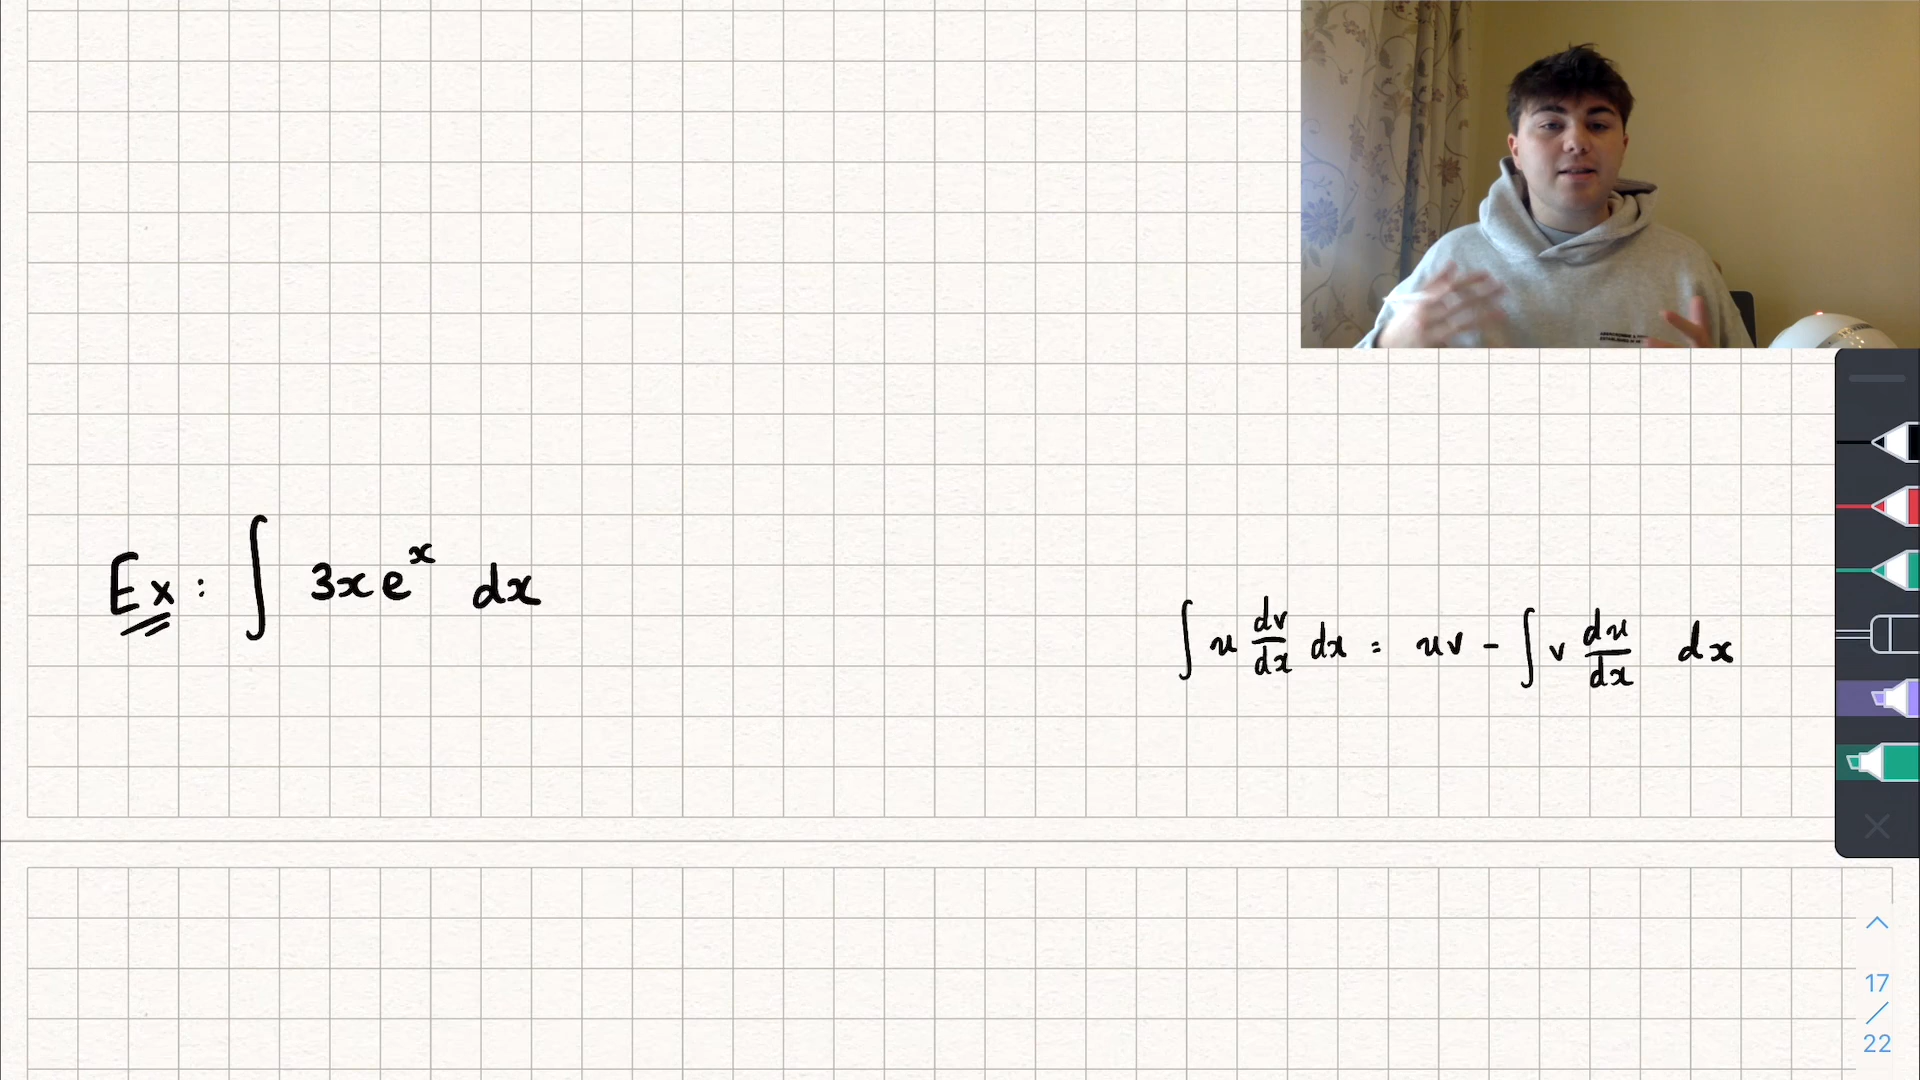 Ex : ∫ 3xe^x dx
∫ u dv/dx dx = uv - ∫ v du/dx dx
17
/
22